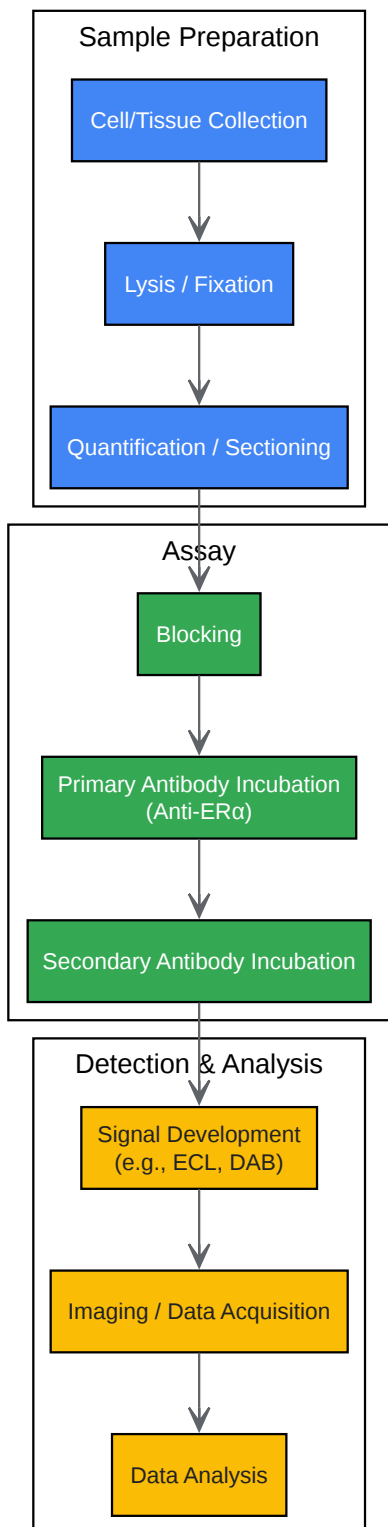 Sample Preparation
Cell/Tissue Collection
Lysis / Fixation
Quantification / Sectioning
Assay
Blocking
Primary Antibody Incubation
(Anti-ERα)
Secondary Antibody Incubation
Detection & Analysis
Signal Development
(e.g., ECL, DAB)
Imaging / Data Acquisition
Data Analysis